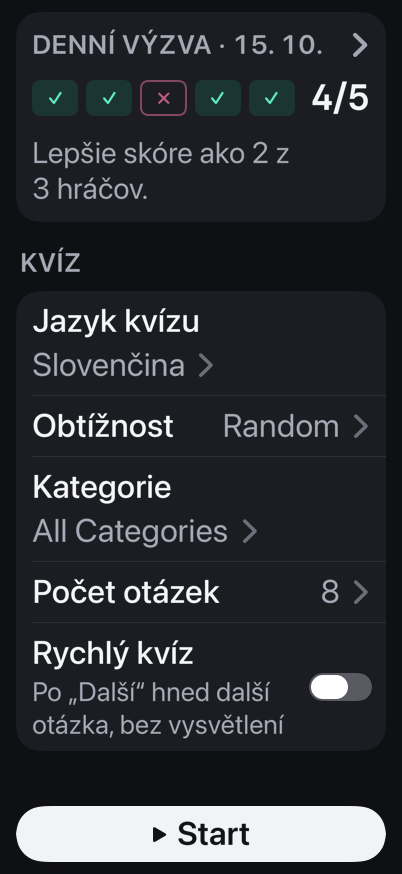 DENNÍ VÝZVA · 15. 10.
4/5
Lepšie skóre ako 2 z
3 hráčov.
KVÍZ
Jazyk kvízu
Slovenčina
Obtížnost Random
Kategorie
All Categories
Počet otázek 8
Rychlý kvíz
Po „Další“ hned další
otázka, bez vysvětlení
Start